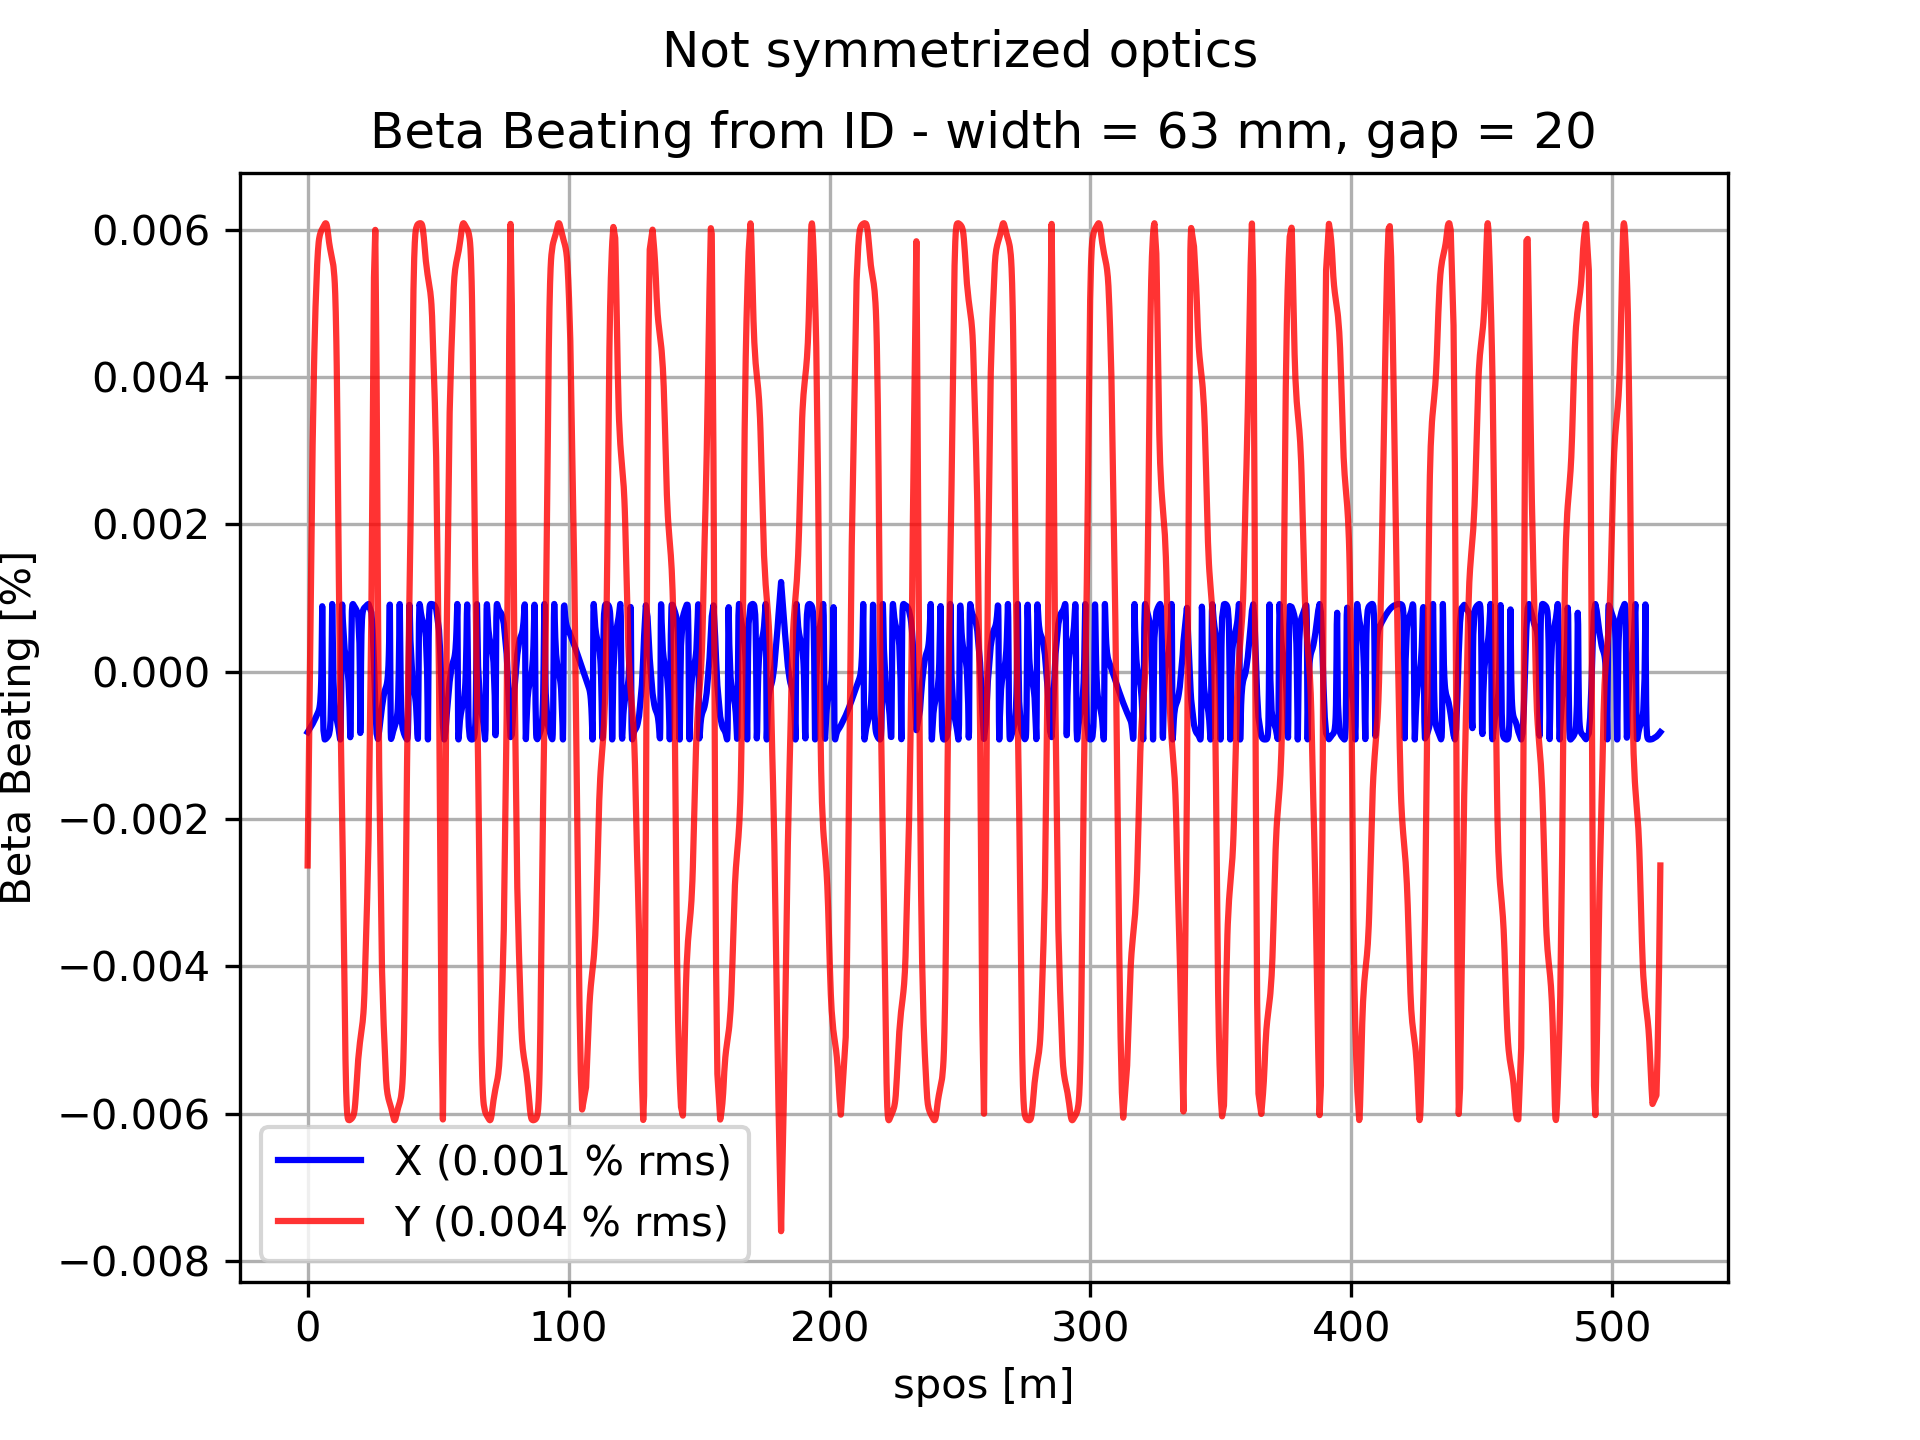 Not symmetrized optics
Beta Beating from ID - width = 63 mm, gap = 20
Beta Beating [%]
0.006
0.004
0.002
0.000
−0.002
−0.004
−0.006
−0.008
X (0.001 % rms)
Y (0.004 % rms)
0 100 200 300 400 500
spos [m]